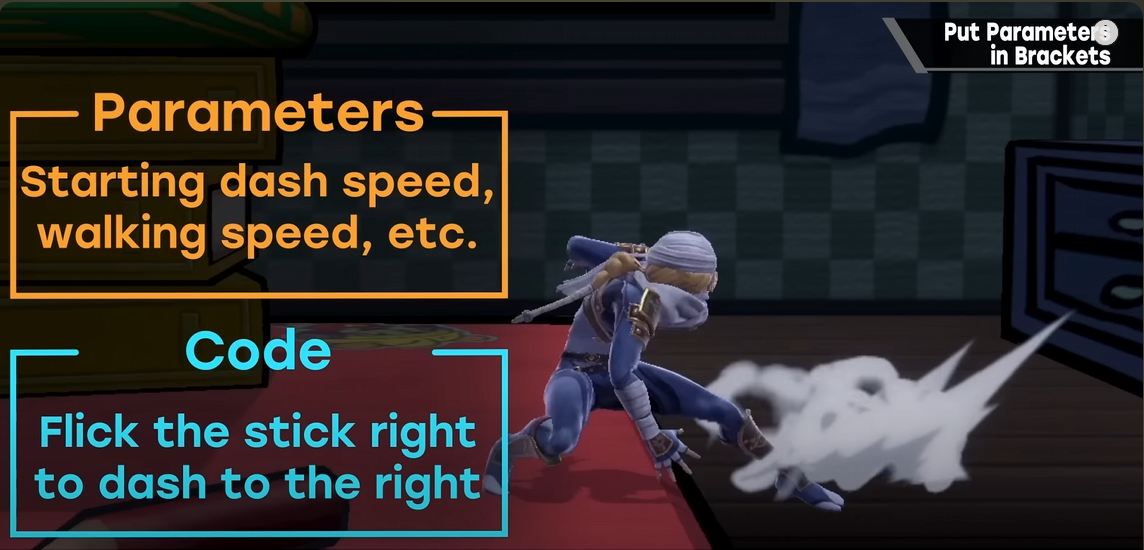 Put Parameters
in Brackets
Parameters
Starting dash speed,
walking speed, etc.
Code
Flick the stick right
to dash to the right